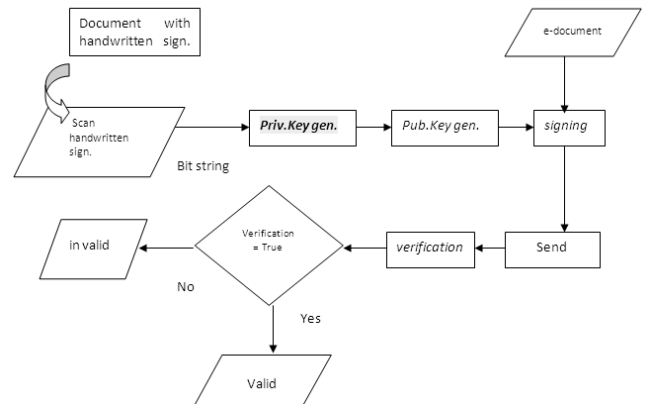 Document with
handwritten sign.
e-document
Scan
handwritten
sign.
Priv.Key gen.
Pub.Key gen.
signing
Bit string
in valid
Verification
= True
verification
Send
No
Yes
Valid